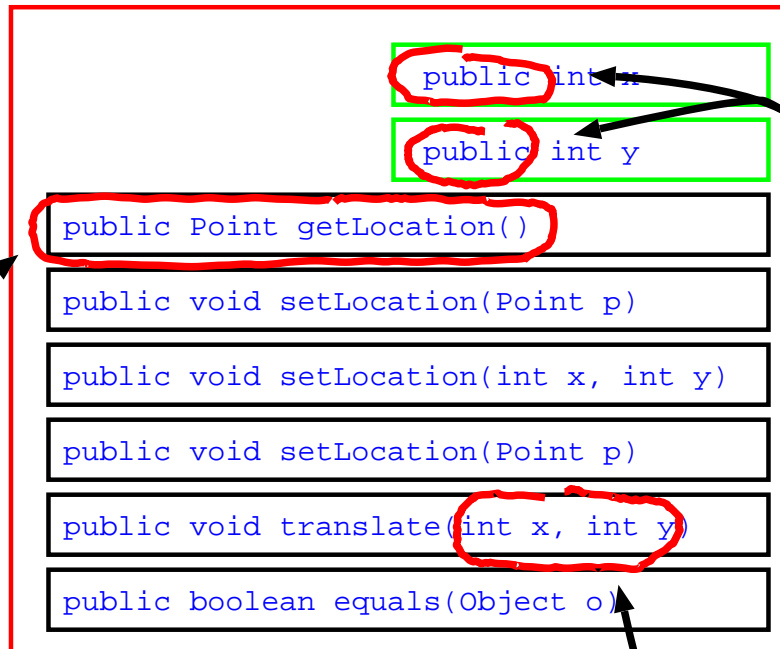 public int x
public int y
public Point getLocation()
public void setLocation(Point p)
public void setLocation(int x, int y)
public void setLocation(Point p)
public void translate(int x, int y)
public boolean equals(Object o)